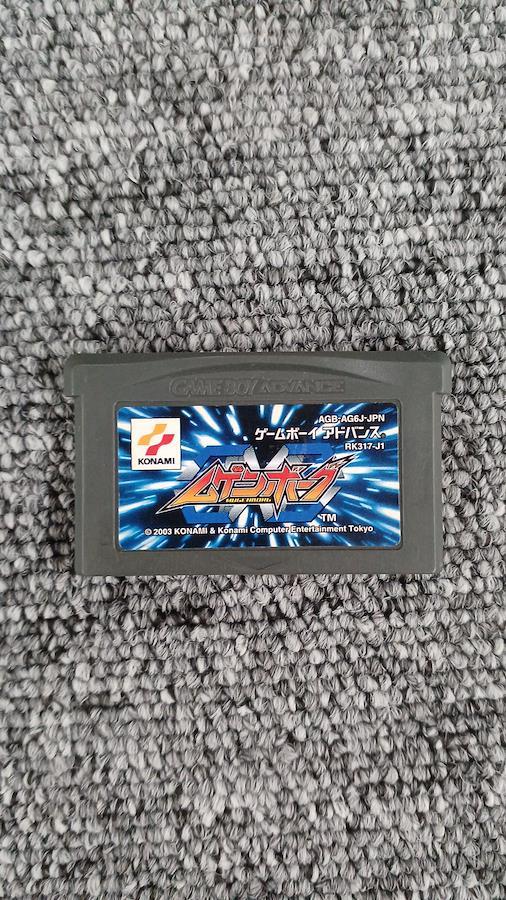 GAME BOY ADVANCE
AGB-AG6J-JPN
ゲームボーイ アドバンス
RK317-J1
KONAMI
ムゲンボーグ
MUGENBORG
TM
© 2003 KONAMI & Konami Computer Entertainment Tokyo